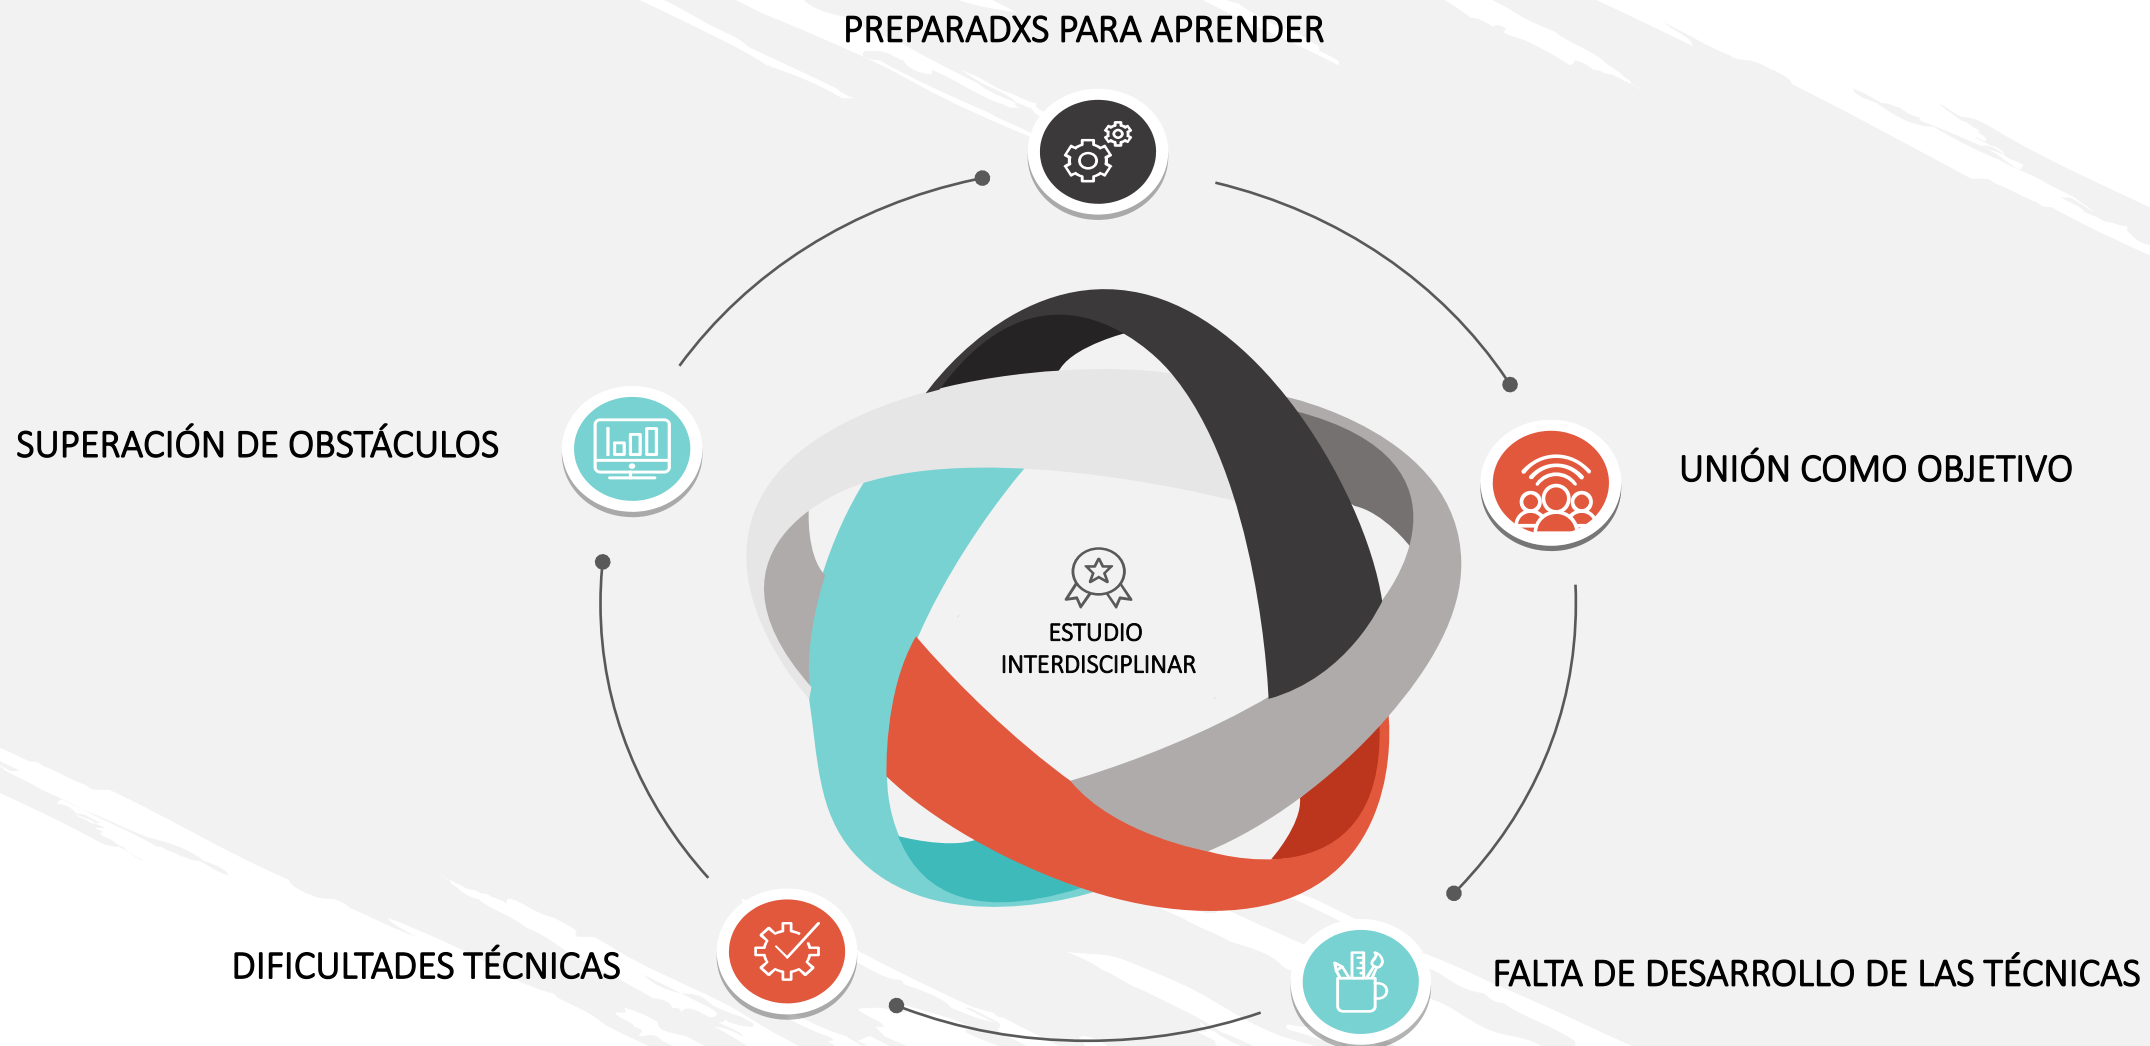 PREPARADXS PARA APRENDER
SUPERACIÓN DE OBSTÁCULOS
UNIÓN COMO OBJETIVO
ESTUDIO
INTERDISCIPLINAR
DIFICULTADES TÉCNICAS
FALTA DE DESARROLLO DE LAS TÉCNICAS